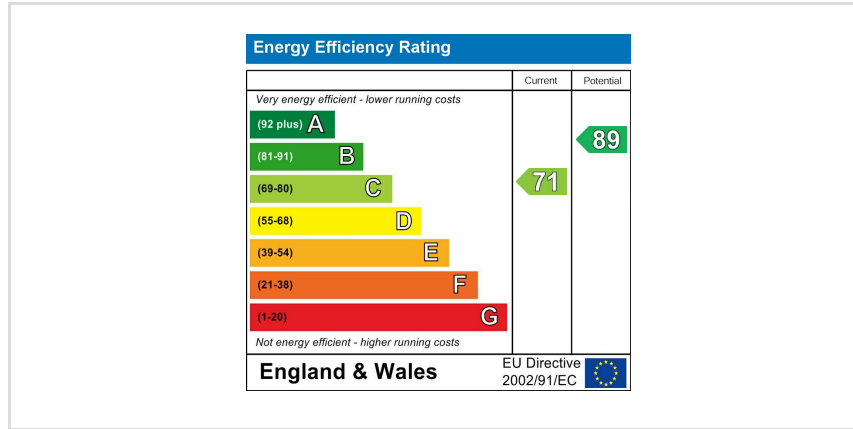 Energy Efficiency Rating
Current Potential
Very energy efficient - lower running costs
(92 plus) A
(81-91) B
89
(69-80) C
71
(55-68) D
(39-54) E
(21-38) F
(1-20) G
Not energy efficient - higher running costs
England & Wales
EU Directive
2002/91/EC